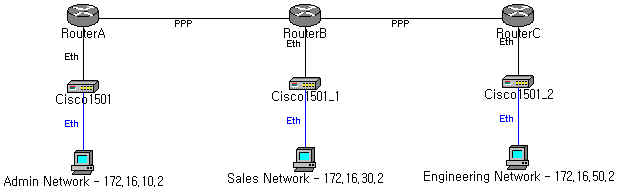 PPP PPP
RouterA RouterB RouterC
Eth Eth Eth
Cisco1501 Cisco1501_1 Cisco1501_2
Eth Eth Eth
Admin Network - 172,16,10,2 Sales Network - 172,16,30,2 Engineering Network - 172,16,50,2